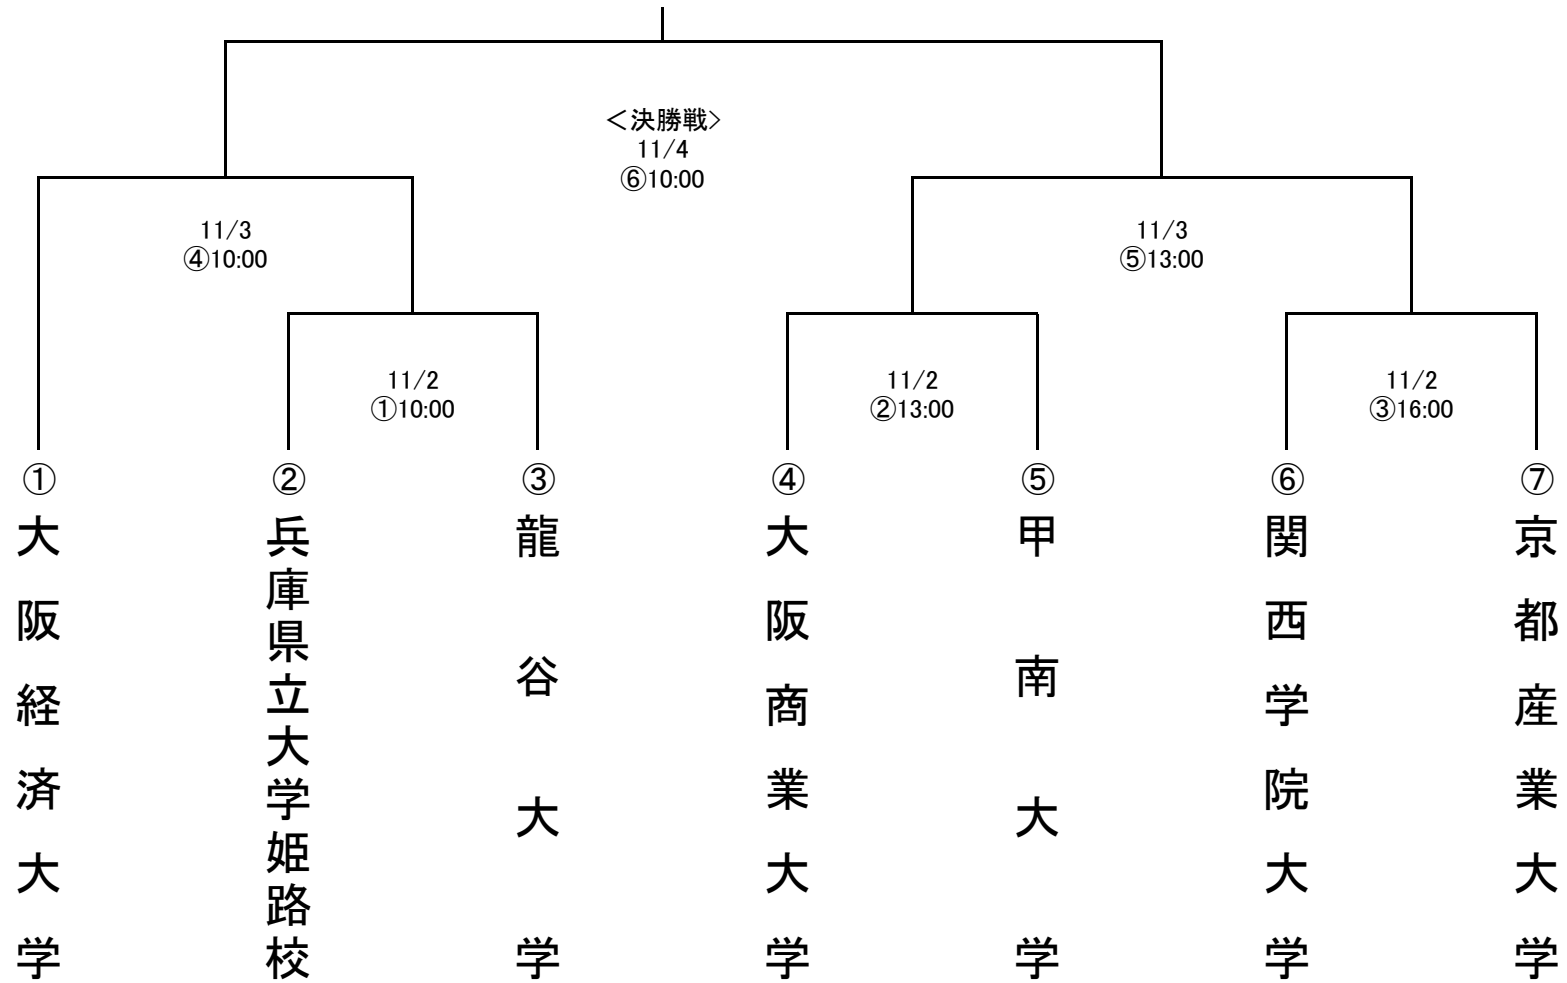 <決勝戦>
11/4
⑥10:00
11/3
④10:00
11/3
⑤13:00
11/2
①10:00
11/2
②13:00
11/2
③16:00
①
大阪経済大学
②
兵庫県立大学姫路校
③
龍谷大学
④
大阪商業大学
⑤
甲南大学
⑥
関西学院大学
⑦
京都産業大学